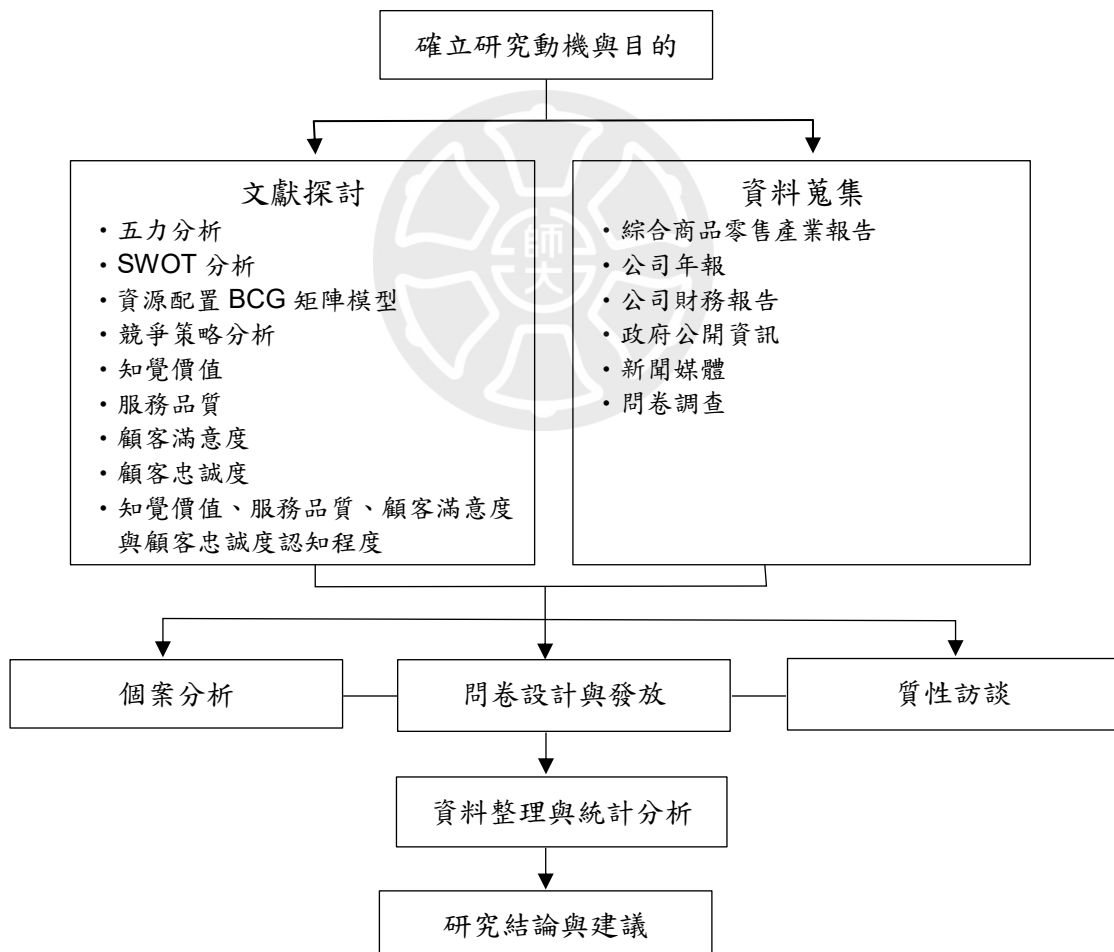 確立研究動機與目的
文獻探討
・五力分析
・SWOT 分析
・資源配置 BCG 矩陣模型
・競爭策略分析
・知覺價值
・服務品質
・顧客滿意度
・顧客忠誠度
・知覺價值、服務品質、顧客滿意度
與顧客忠誠度認知程度
資料蒐集
・綜合商品零售產業報告
・公司年報
・公司財務報告
・政府公開資訊
・新聞媒體
・問卷調查
師大
個案分析
問卷設計與發放
質性訪談
資料整理與統計分析
研究結論與建議